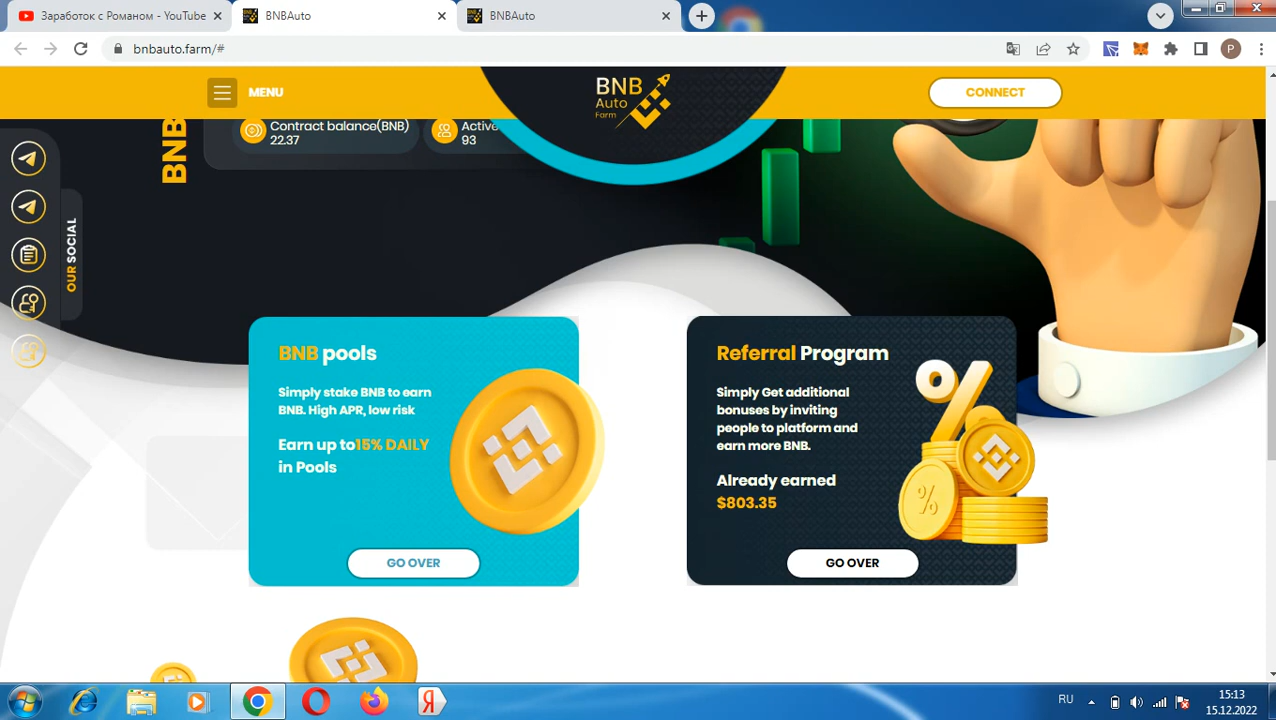 Заработок с Романом - YouTube
BNBAuto
BNBAuto
bnbauto.farm/#
P
MENU
BNB
Auto
Farm
CONNECT
BNB
Contract balance(BNB)
22.37
Active
93
OUR SOCIAL
BNB pools
Simply stake BNB to earn
BNB. High APR, low risk
Earn up to15% DAILY
in Pools
GO OVER
Referral Program
Simply Get additional
bonuses by inviting
people to platform and
earn more BNB.
Already earned
$803.35
GO OVER
RU
15:13
15.12.2022